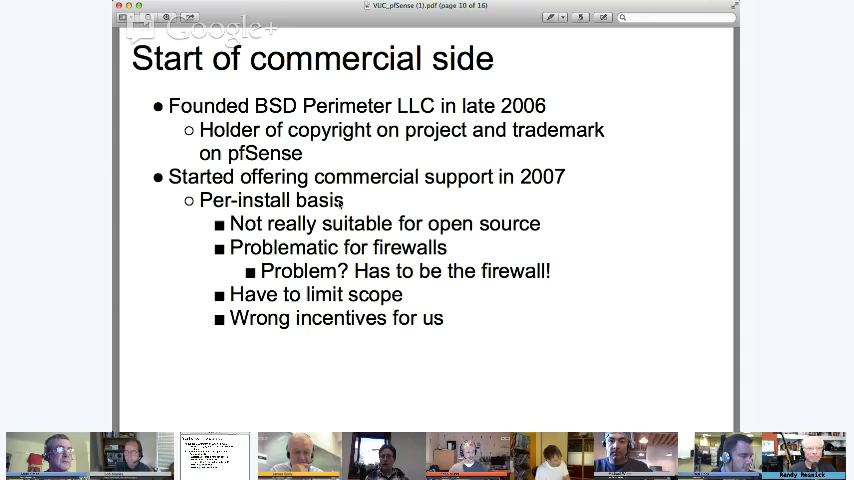 VUC_pfSense (1).pdf (page 10 of 16)
Google+
Start of commercial side
● Founded BSD Perimeter LLC in late 2006
○ Holder of copyright on project and trademark
on pfSense
● Started offering commercial support in 2007
○ Per-install basis
■ Not really suitable for open source
■ Problematic for firewalls
■ Problem? Has to be the firewall!
■ Have to limit scope
■ Wrong incentives for us
Randy Resnick